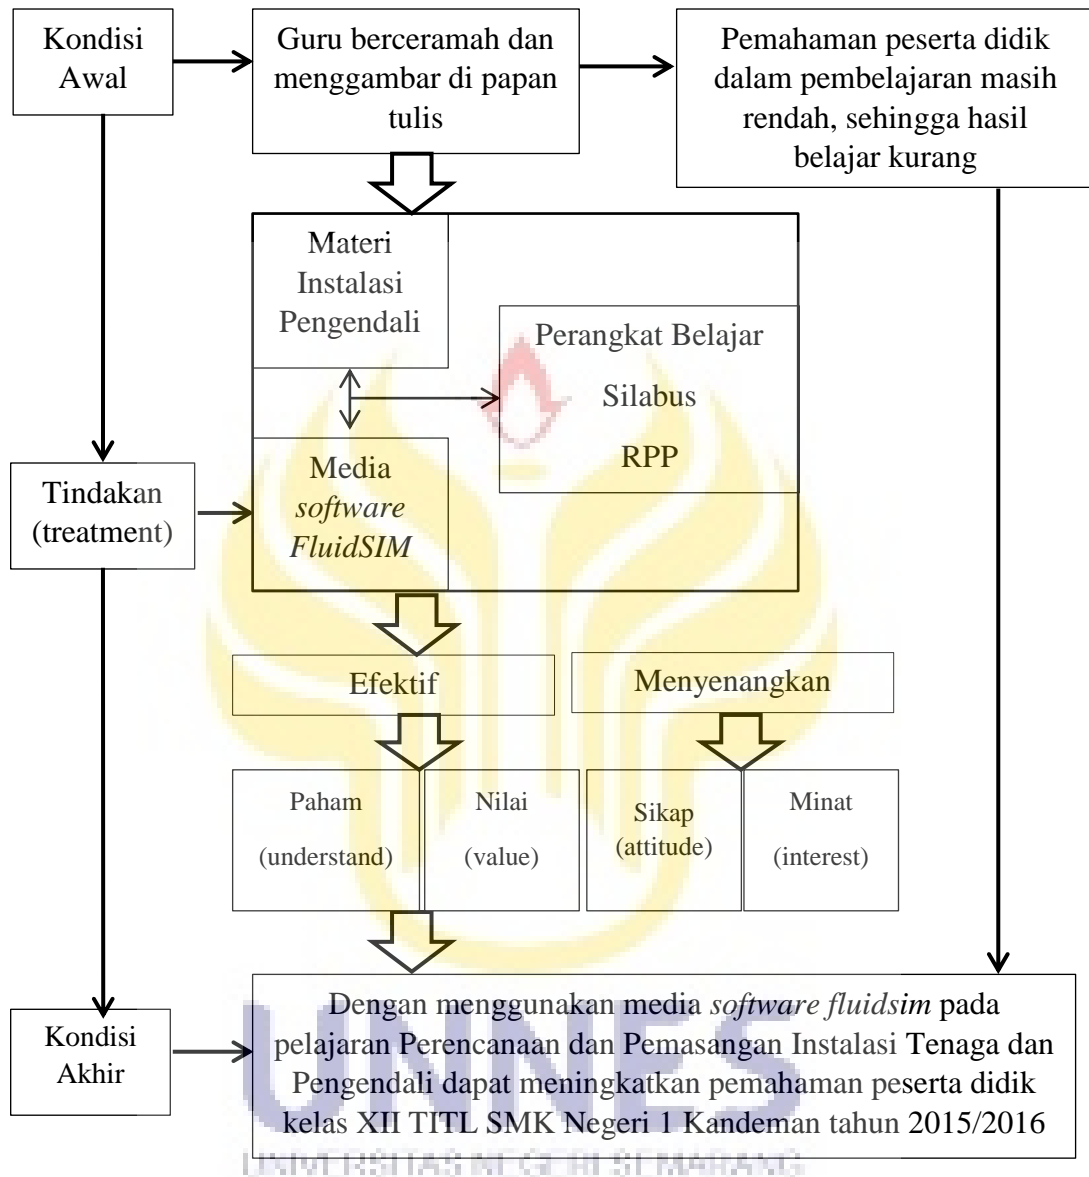 Kondisi
Awal
Guru berceramah dan
menggambar di papan
tulis
Pemahaman peserta didik
dalam pembelajaran masih
rendah, sehingga hasil
belajar kurang
Materi
Instalasi
Pengendali
Perangkat Belajar
Silabus
RPP
Tindakan
(treatment)
Media
software
FluidSIM
Efektif
Menyenangkan
Paham
(understand)
Nilai
(value)
Sikap
(attitude)
Minat
(interest)
Kondisi
Akhir
Dengan menggunakan media software fluidsim pada
pelajaran Perencanaan dan Pemasangan Instalasi Tenaga dan
Pengendali dapat meningkatkan pemahaman peserta didik
kelas XII TITL SMK Negeri 1 Kandeman tahun 2015/2016
UNNES
UNIVERSITAS NEGERI SEMARANG